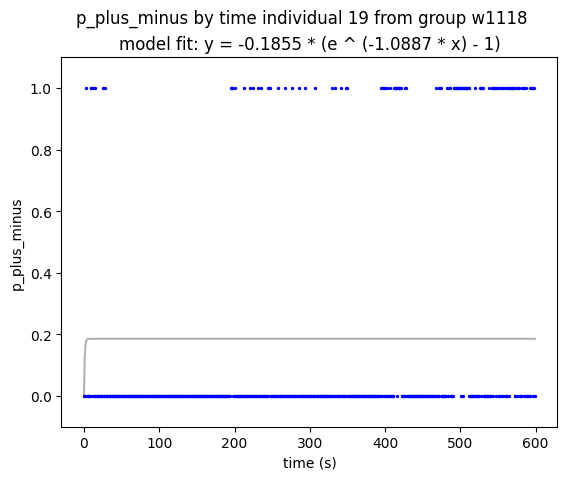 p_plus_minus by time individual 19 from group w1118
model fit: y = -0.1855 * (e ^ (-1.0887 * x) - 1)
1.0
0.8
0.6
0.4
0.2
0.0
p_plus_minus
0 100 200 300 400 500 600
time (s)